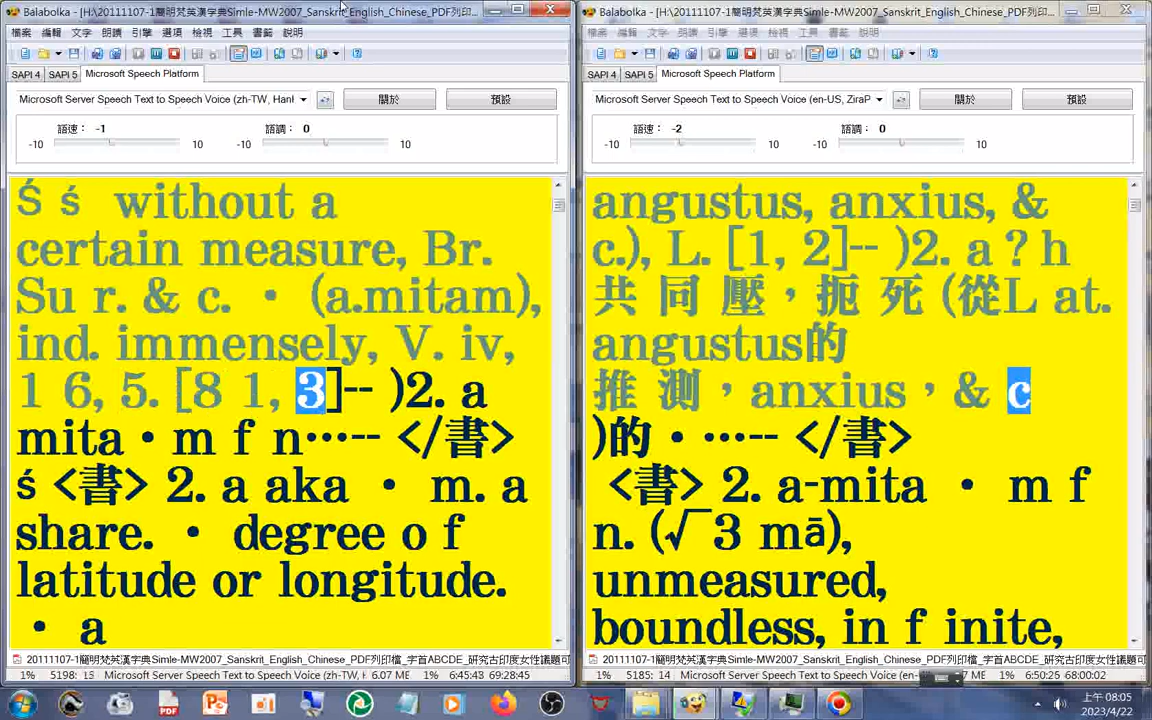 Balabolka - [H:\20111107-1簡明梵英漢字典Simle-MW2007_Sanskrit_English_Chinese_PDF列印...
檔案 編輯 文字 朗讀 引擎 選項 檢視 工具 書籤 說明
SAPI 4 SAPI 5 Microsoft Speech Platform
Microsoft Server Speech Text to Speech Voice (zh-TW, Hanl
關於 預設
語速： -1 語調： 0
-10 10 -10 10
Ś ś without a
certain measure, Br.
Su r. & c. • (a.mitam),
ind. immensely, V. iv,
1 6, 5. [8 1, 3]-- )2. a
mita • m f n…-- </書>
ś <書> 2. a aka • m. a
share. • degree o f
latitude or longitude.
• a
20111107-1簡明梵英漢字典Simle-MW2007_Sanskrit_English_Chinese_PDF列印檔_字首ABCDE_研究古印度女性議題可
1% 5198: 15 Microsoft Server Speech Text to Speech Voice (zh-TW, H 6.07 ME 1% 6:45:43 69:28:45
Balabolka - [H:\20111107-1簡明梵英漢字典Simle-MW2007_Sanskrit_English_Chinese_PDF列印...
檔案 編輯 文字 朗讀 引擎 選項 檢視 工具 書籤 說明
SAPI 4 SAPI 5 Microsoft Speech Platform
Microsoft Server Speech Text to Speech Voice (en-US, ZiraP
關於 預設
語速： -2 語調： 0
-10 10 -10 10
angustus, anxius, &
c.), L. [1, 2]-- )2. a ? h
共 同 壓，扼 死 (從L at.
angustus的
推 測，anxius，& c
)的 • …-- </書>
<書> 2. a-mita • m f
n. (√ 3 mā),
unmeasured,
boundless, in f inite,
20111107-1簡明梵英漢字典Simle-MW2007_Sanskrit_English_Chinese_PDF列印檔_字首ABCDE_研究古印度女性議題可
1% 5185: 14 Microsoft Server Speech Text to Speech Voice 1% 6:50:25 68:00:02
上午 08:05
2023/4/22